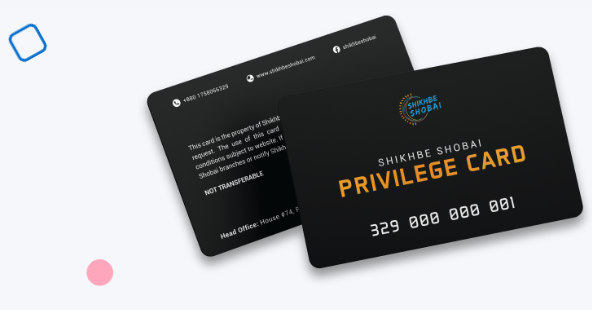 +880 1758066329
www.shikhbeshobai.com
shikhbeshobai
This card is the property of Shikhb
request. The use of this card
conditions subject to website. If
Shobai branches or notify Shikh
NOT TRANSFERABLE
Head Office: House #74, R
SHIKHBE
SHOBAI
SHIKHBE SHOBAI
PRIVILEGE CARD
329 000 000 001